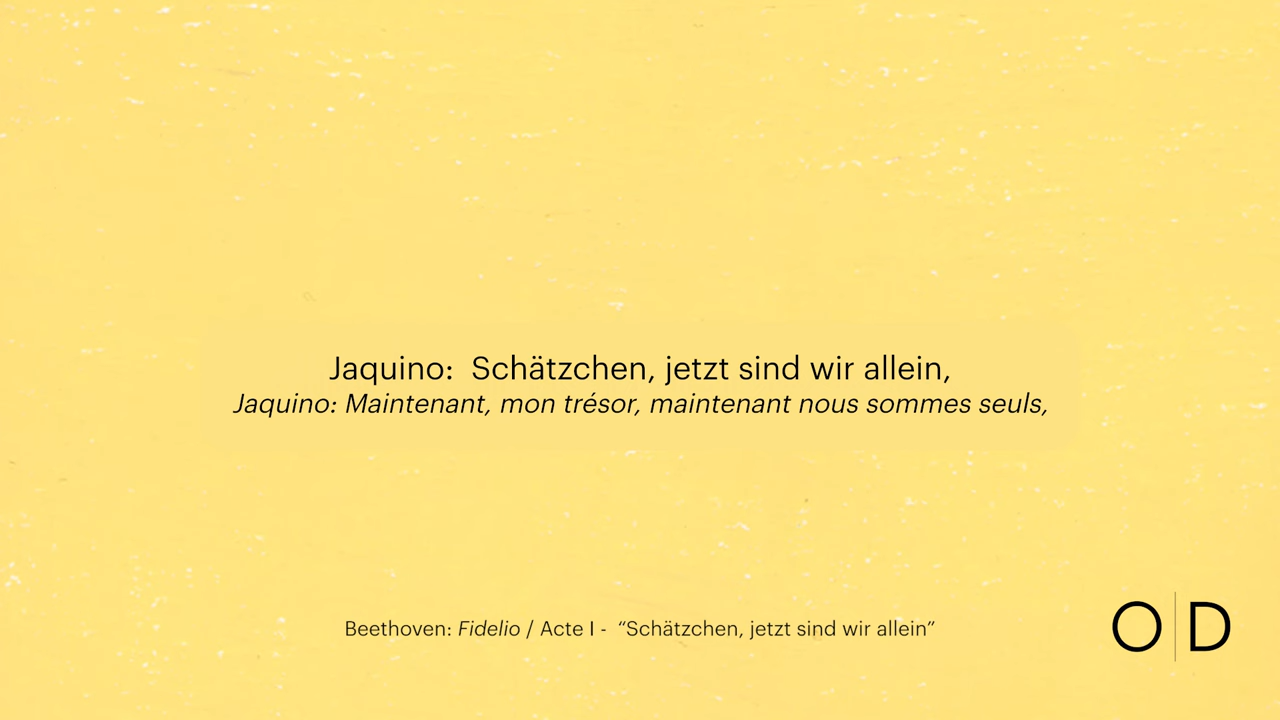 Jaquino:  Schätzchen, jetzt sind wir allein,
Jaquino: Maintenant, mon trésor, maintenant nous sommes seuls,
Beethoven: Fidelio / Acte I -  “Schätzchen, jetzt sind wir allein”
O|D